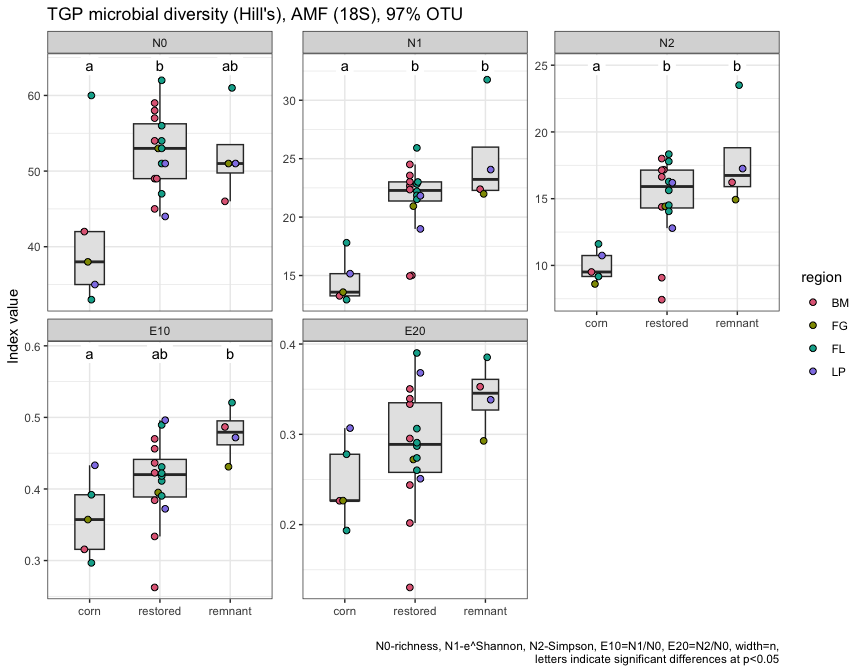 TGP microbial diversity (Hill's), AMF (18S), 97% OTU
N0
N1
N2
a b ab
a b b
a b b
60
50
40
30
25
20
15
25
20
15
10
corn restored remnant
Index value
E10
E20
a ab b
0.6
0.5
0.4
0.3
0.4
0.3
0.2
corn restored remnant
corn restored remnant
region
BM
FG
FL
LP
N0-richness, N1-e^Shannon, N2-Simpson, E10=N1/N0, E20=N2/N0, width=n,
letters indicate significant differences at p<0.05